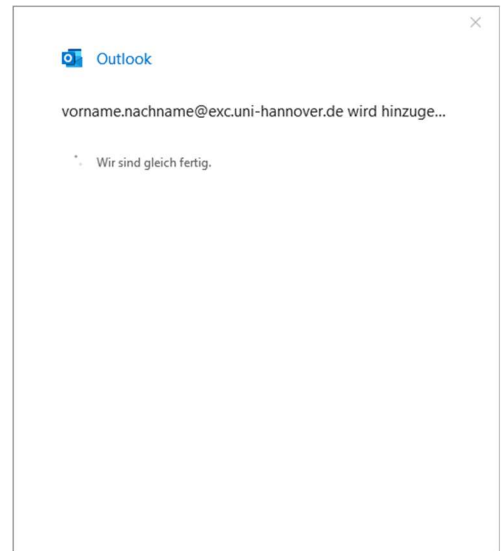 Outlook
vorname.nachname@exc.uni-hannover.de wird hinzuge...
Wir sind gleich fertig.